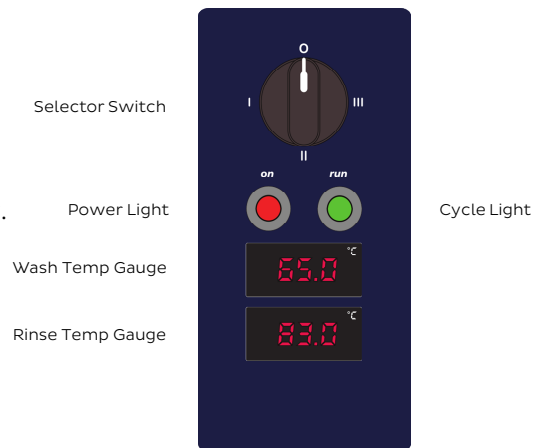 O
Selector Switch
I
III
II
on
run
.
Power Light
Cycle Light
°C
Wash Temp Gauge
65.0
°C
Rinse Temp Gauge
83.0